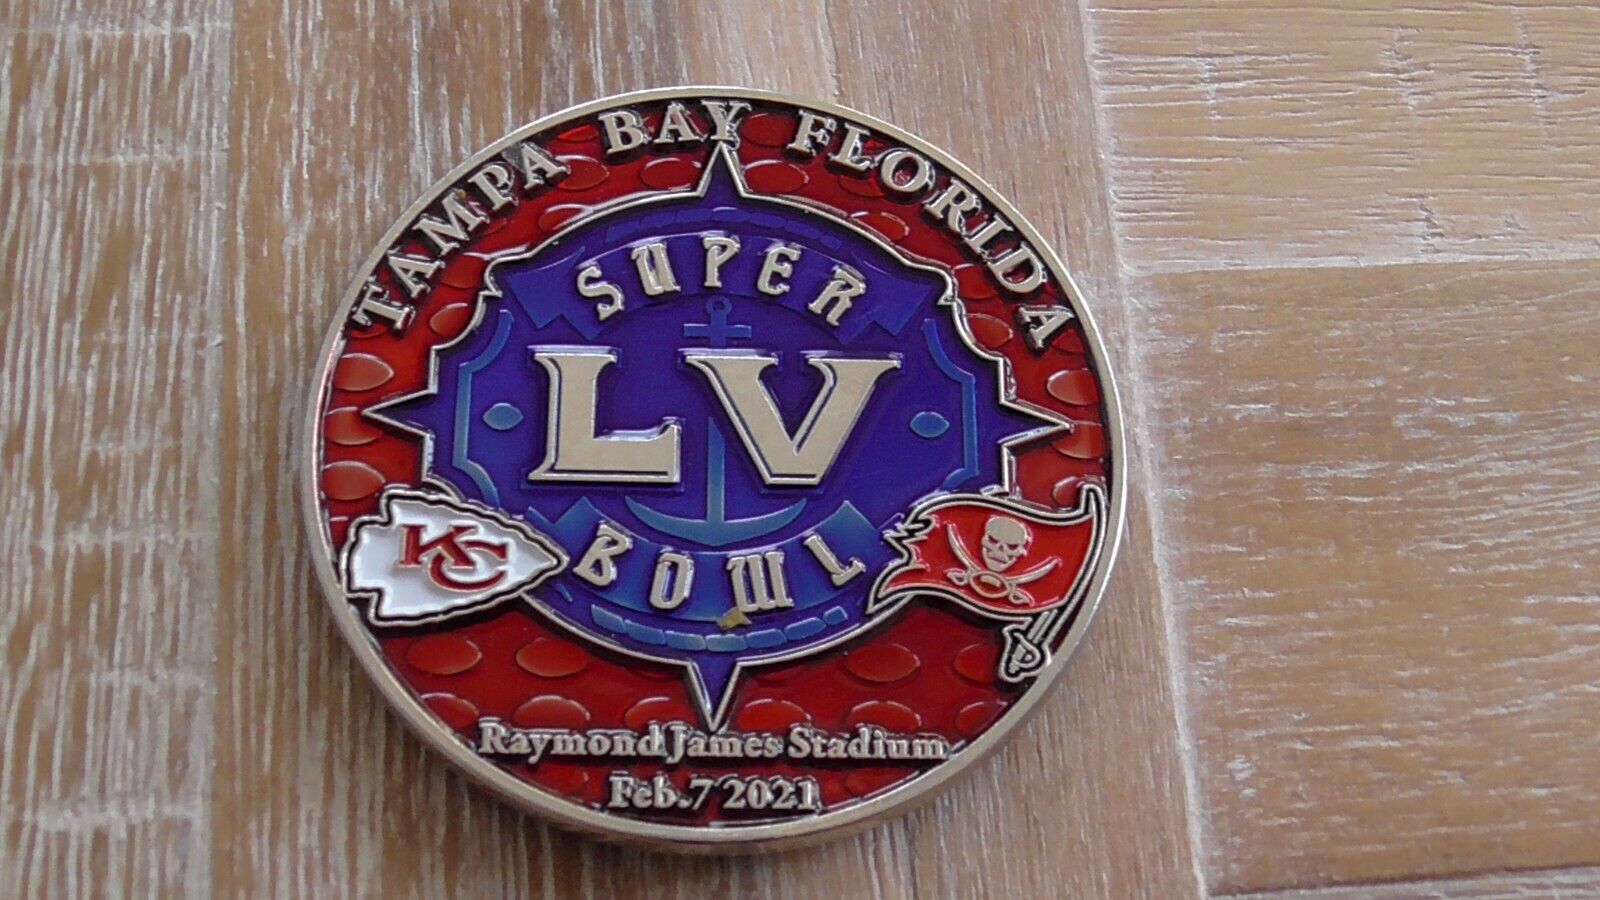 TAMPA BAY FLORIDA
SUPER
LV
BOWL
KC
Raymond James Stadium
Feb.7 2021